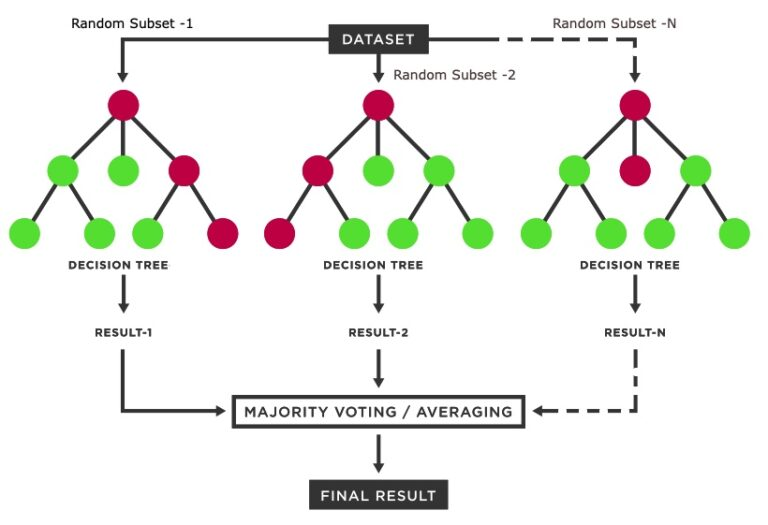 Random Subset -1
Random Subset -N
DATASET
Random Subset -2
DECISION TREE
DECISION TREE
DECISION TREE
RESULT-1
RESULT-2
RESULT-N
MAJORITY VOTING / AVERAGING
FINAL RESULT